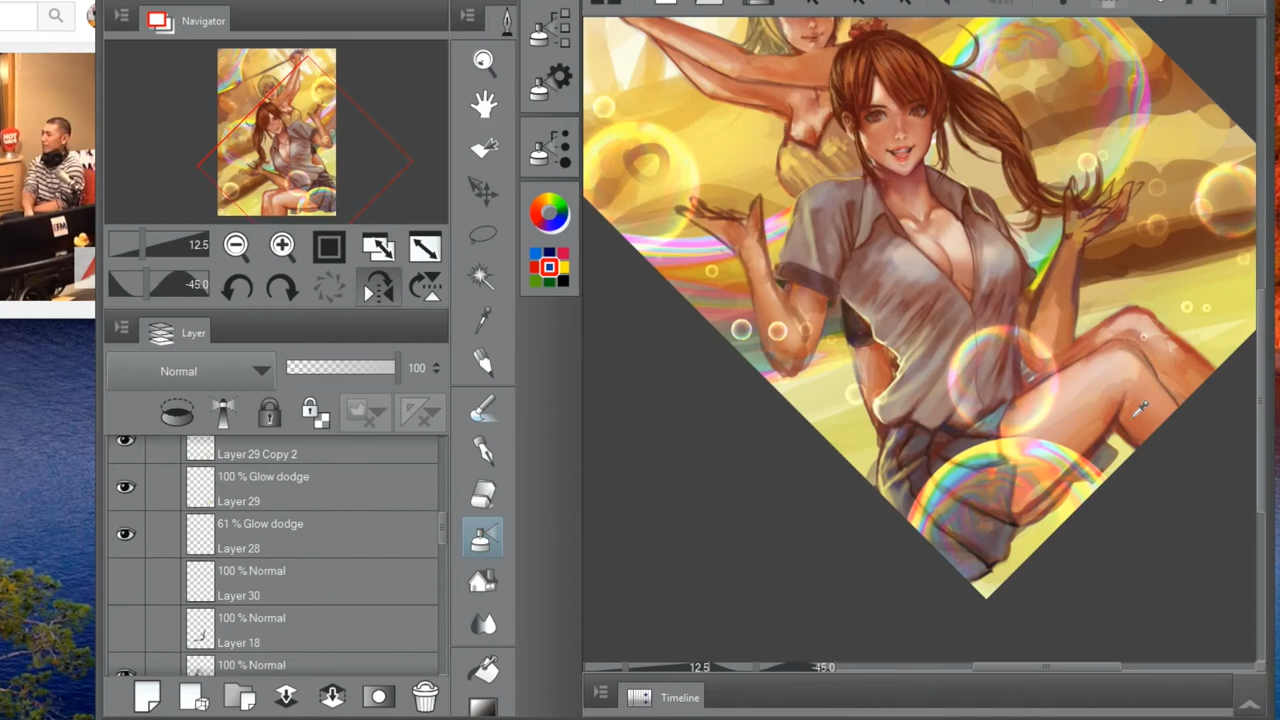 Navigator
12.5
-45.0
Layer
Normal
100
Layer 29 Copy 2
100 % Glow dodge
Layer 29
61 % Glow dodge
Layer 28
100 % Normal
Layer 30
100 % Normal
Layer 18
100 % Normal
12.5
-45.0
Timeline